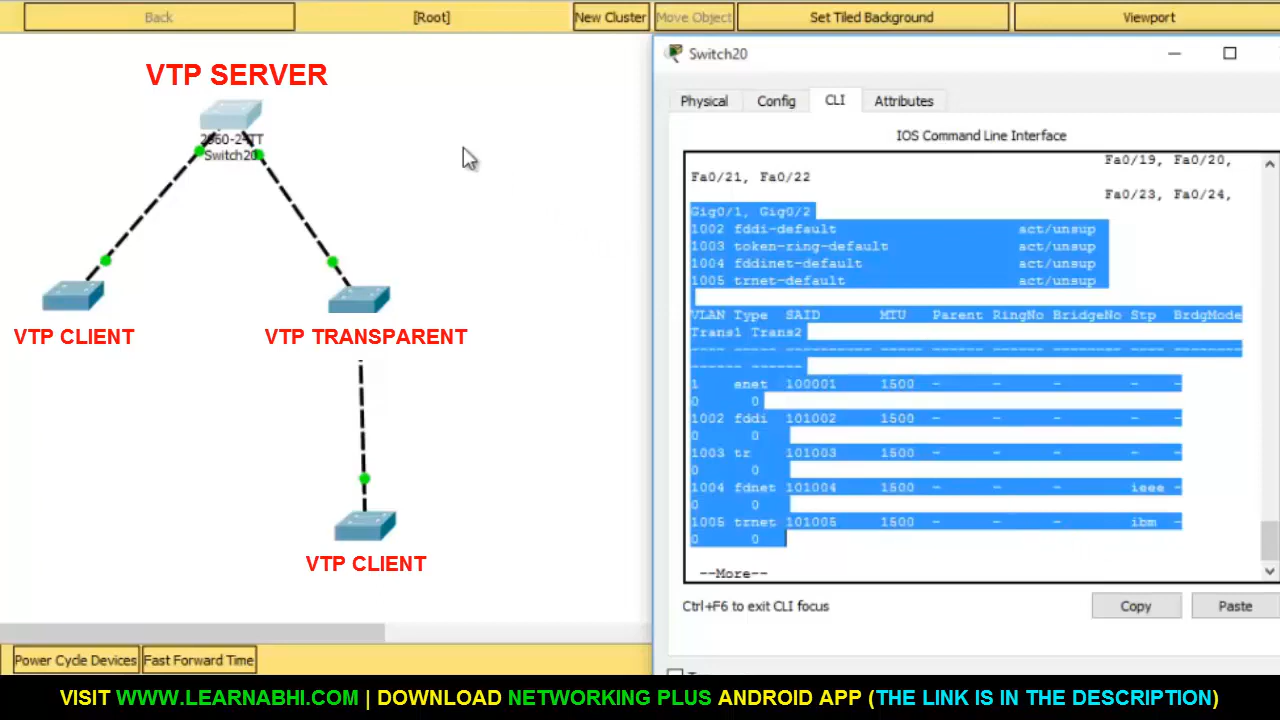 Back [Root] New Cluster Move Object Set Tiled Background Viewport
VTP SERVER
2960-24TT
Switch20
VTP CLIENT
VTP TRANSPARENT
VTP CLIENT
Switch20
Physical Config CLI Attributes
IOS Command Line Interface
Fa0/19, Fa0/20,
Fa0/21, Fa0/22
Fa0/23, Fa0/24,
Gig0/1, Gig0/2
1002 fddi-default act/unsup
1003 token-ring-default act/unsup
1004 fddinet-default act/unsup
1005 trnet-default act/unsup
VLAN Type SAID MTU Parent RingNo BridgeNo Stp BrdgMode
Trans1 Trans2
---- ----- ---------- ----- ------ ------ -------- ---- --------
------ ------
1 enet 100001 1500 - - - - -
0 0
1002 fddi 101002 1500 - - - - -
0 0
1003 tr 101003 1500 - - - - -
0 0
1004 fdnet 101004 1500 - - - ieee -
0 0
1005 trnet 101005 1500 - - - ibm -
0 0
--More--
Ctrl+F6 to exit CLI focus
Copy Paste
Power Cycle Devices Fast Forward Time
VISIT WWW.LEARNABHI.COM | DOWNLOAD NETWORKING PLUS ANDROID APP (THE LINK IS IN THE DESCRIPTION)